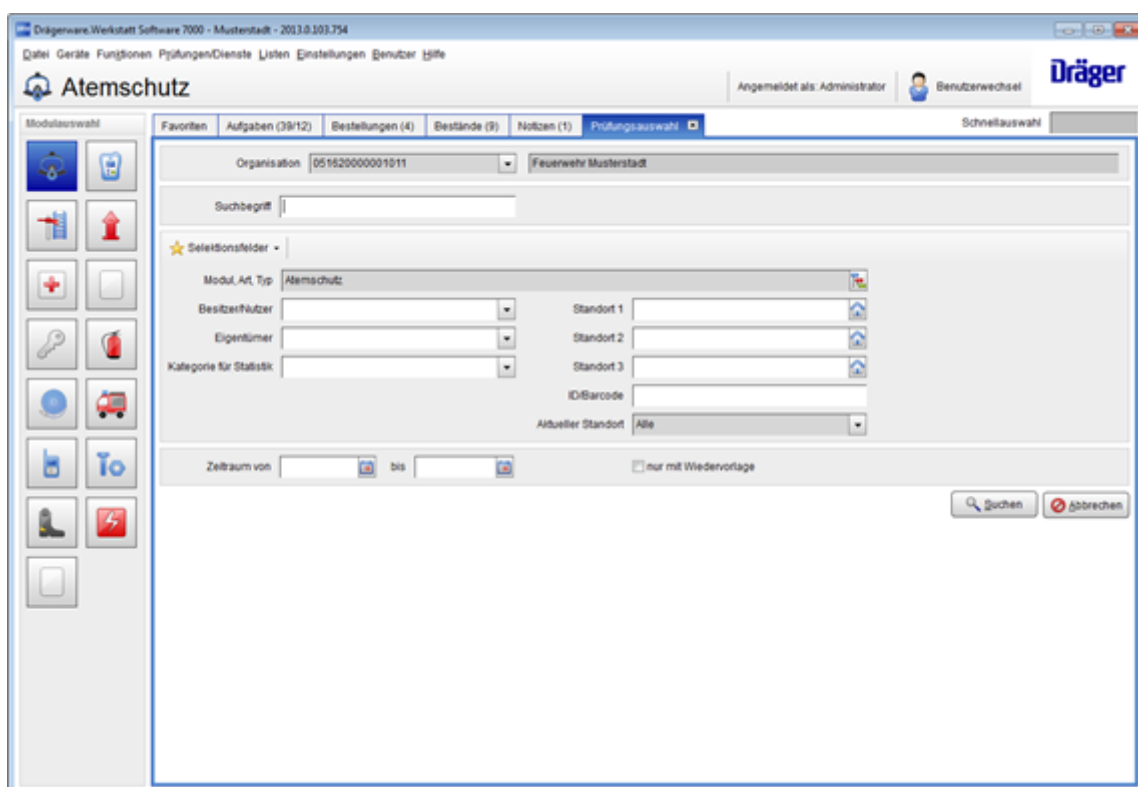 Drägerware.Werkstatt Software 7000 - Musterstadt - 2013.0.103.754
Datei Geräte Funktionen Prüfungen/Dienste Listen Einstellungen Benutzer Hilfe
Atemschutz
Angemeldet als: Administrator
Benutzerwechsel
Dräger
Modulauswahl
Favoriten
Aufgaben (39/12)
Bestellungen (4)
Bestände (9)
Notizen (1)
Prüfungsauswahl
Schnellauswahl
Organisation 051620000001011 Feuerwehr Musterstadt
Suchbegriff
Selektionsfelder
Modul, Art, Typ Atemschutz
Besitzer/Nutzer Standort 1
Eigentümer Standort 2
Kategorie für Statistik Standort 3
ID/Barcode
Aktueller Standort Alle
Zeitraum von bis nur mit Wiedervorlage
Suchen Abbrechen